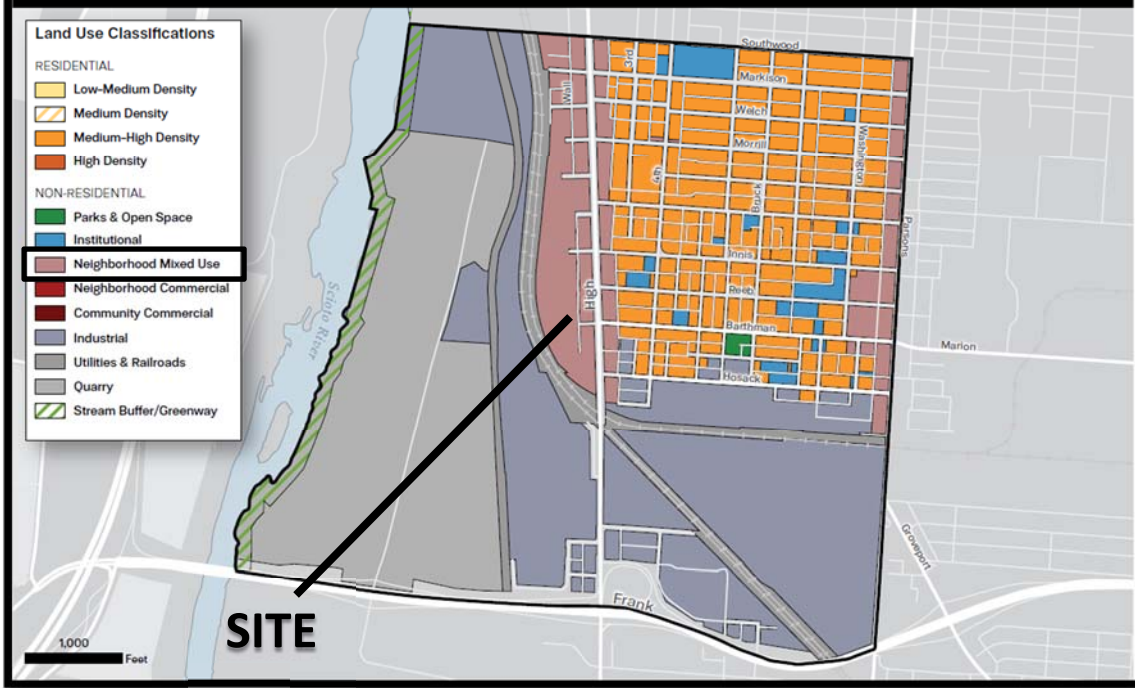 Land Use Classifications
RESIDENTIAL
Low-Medium Density
Medium Density
Medium-High Density
High Density
NON-RESIDENTIAL
Parks & Open Space
Institutional
Neighborhood Mixed Use
Neighborhood Commercial
Community Commercial
Industrial
Utilities & Railroads
Quarry
Stream Buffer/Greenway
Southwood
3rd
Markison
Wall
Welch
Washington
Morrill
4th
Bruck
Parsons
Innis
Reeb
High
Scioto River
Barthman
Marion
Hosack
Groveport
Frank
SITE
1,000
Feet